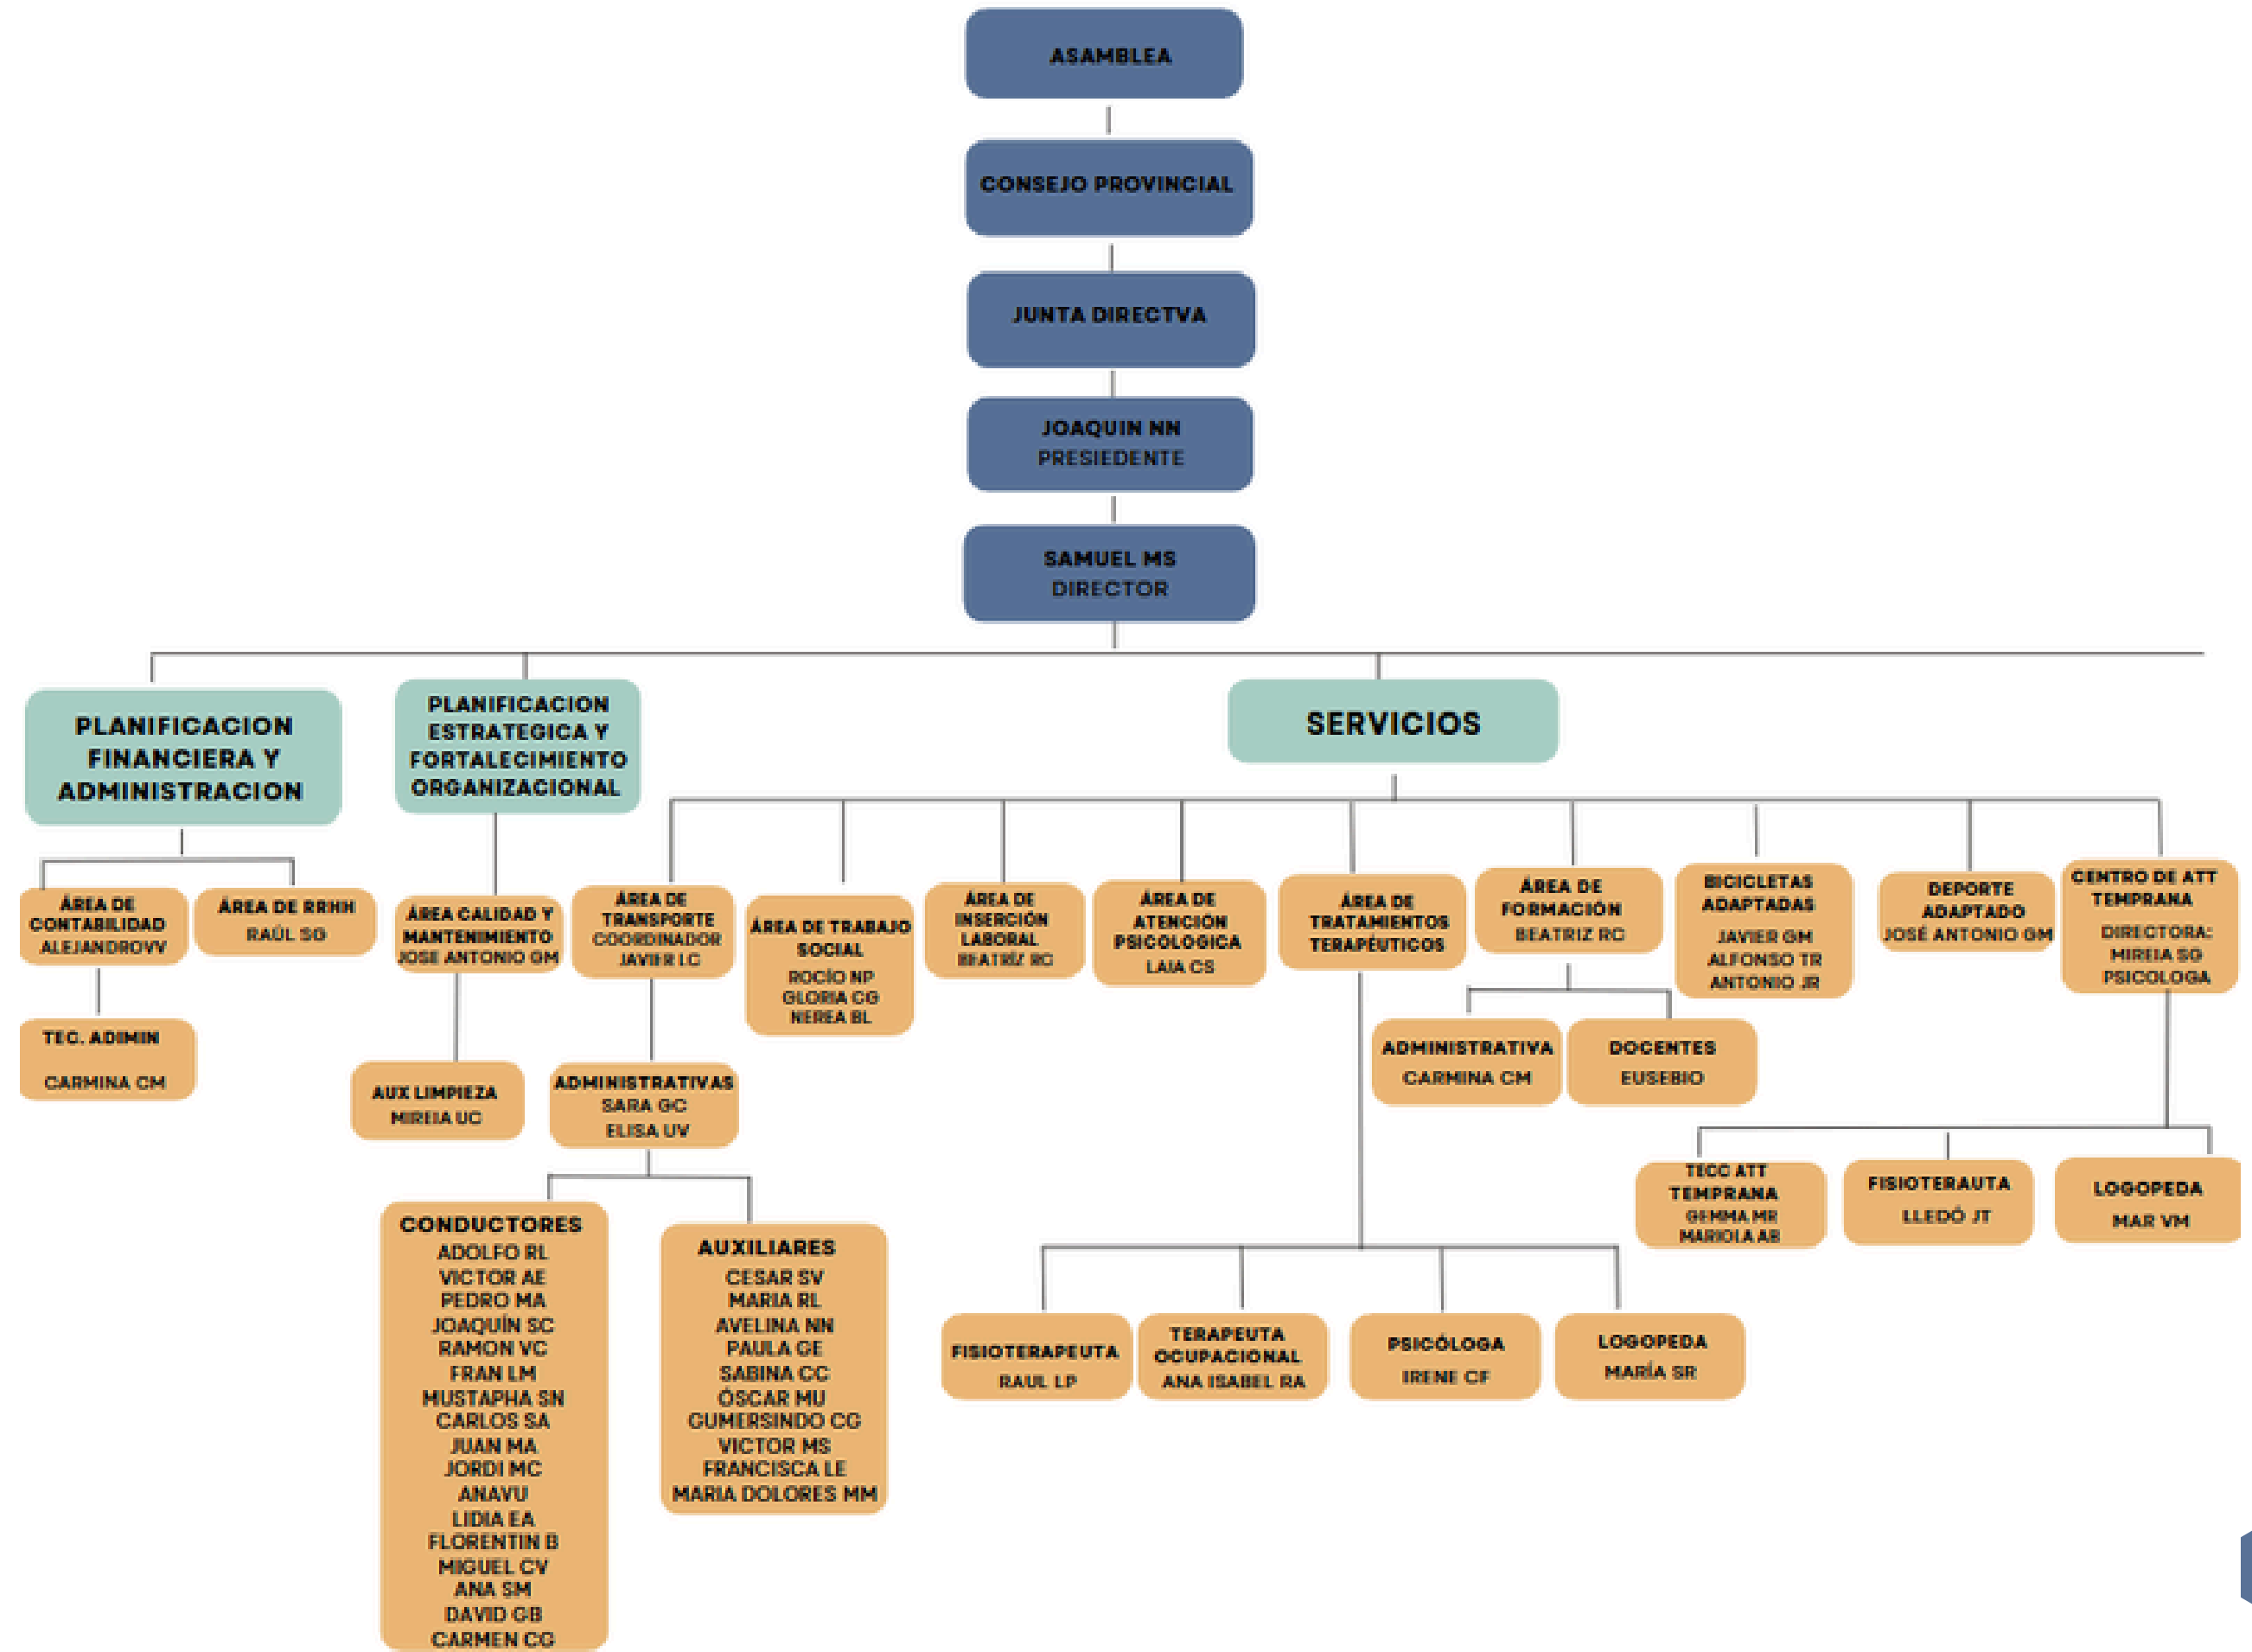 ASAMBLEA
CONSEJO PROVINCIAL
JUNTA DIRECTVA
JOAQUIN NN
PRESIEDENTE
SAMUEL MS
DIRECTOR
PLANIFICACION
FINANCIERA Y
ADMINISTRACION
PLANIFICACION
ESTRATEGICA Y
FORTALECIMIENTO
ORGANIZACIONAL
SERVICIOS
ÁREA DE
CONTABILIDAD
ALEJANDROVV
ÁREA DE RRHH
RAÚL SG
ÁREA CALIDAD Y
MANTENIMIENTO
JOSE ANTONIO GM
ÁREA DE
TRANSPORTE
COORDINADOR
JAVIER LC
ÁREA DE TRABAJO
SOCIAL
ROCÍO NP
GLORIA CG
NEREA BL
ÁREA DE
INSERCIÓN
LABORAL
BEATRÍZ RC
ÁREA DE
ATENCIÓN
PSICOLOGICA
LAIA CS
ÁREA DE
TRATAMIENTOS
TERAPÉUTICOS
ÁREA DE
FORMACIÓN
BEATRIZ RC
BICICLETAS
ADAPTADAS
JAVIER GM
ALFONSO TR
ANTONIO JR
DEPORTE
ADAPTADO
JOSÉ ANTONIO GM
CENTRO DE ATT
TEMPRANA
DIRECTORA:
MIREIA SG
PSICOLOGA
TEC. ADIMIN
CARMINA CM
AUX LIMPIEZA
MIREIA UC
ADMINISTRATIVAS
SARA GC
ELISA UV
ADMINISTRATIVA
CARMINA CM
DOCENTES
EUSEBIO
TECC ATT
TEMPRANA
GEMMA MR
MARIOLA AB
FISIOTERAUTA
LLEDÓ JT
LOGOPEDA
MAR VM
CONDUCTORES
ADOLFO RL
VICTOR AE
PEDRO MA
JOAQUÍN SC
RAMON VC
FRAN LM
MUSTAPHA SN
CARLOS SA
JUAN MA
JORDI MC
ANAVU
LIDIA EA
FLORENTIN B
MIGUEL CV
ANA SM
DAVID GB
CARMEN CG
AUXILIARES
CESAR SV
MARIA RL
AVELINA NN
PAULA GE
SABINA CC
ÓSCAR MU
GUMERSINDO CG
VICTOR MS
FRANCISCA LE
MARIA DOLORES MM
FISIOTERAPEUTA
RAUL LP
TERAPEUTA
OCUPACIONAL
ANA ISABEL RA
PSICÓLOGA
IRENE CF
LOGOPEDA
MARÍA SR